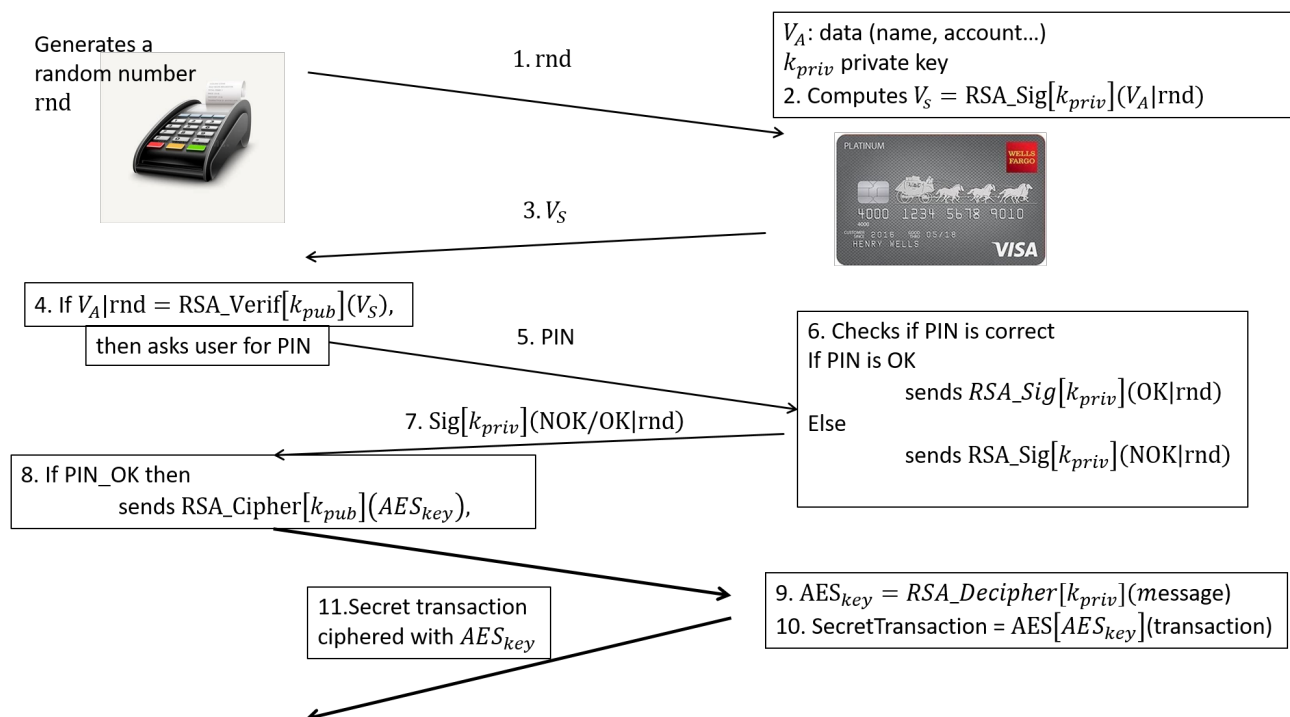 Generates a
random number
rnd
1. rnd
V_A: data (name, account...)
k_priv private key
2. Computes V_S = RSA_Sig[k_priv](V_A|rnd)
PLATINUM
WELLS
FARGO
4000 1234 5678 9010
4000
2018 05/18
HENRY WELLS
VISA
3. V_S
4. If V_A|rnd = RSA_Verif[k_pub](V_S),
then asks user for PIN
5. PIN
6. Checks if PIN is correct
If PIN is OK
sends RSA_Sig[k_priv](OK|rnd)
Else
sends RSA_Sig[k_priv](NOK|rnd)
7. Sig[k_priv](NOK/OK|rnd)
8. If PIN_OK then
sends RSA_Cipher[k_pub](AES_key),
9. AES_key = RSA_Decipher[k_priv](message)
10. SecretTransaction = AES[AES_key](transaction)
11.Secret transaction
ciphered with AES_key